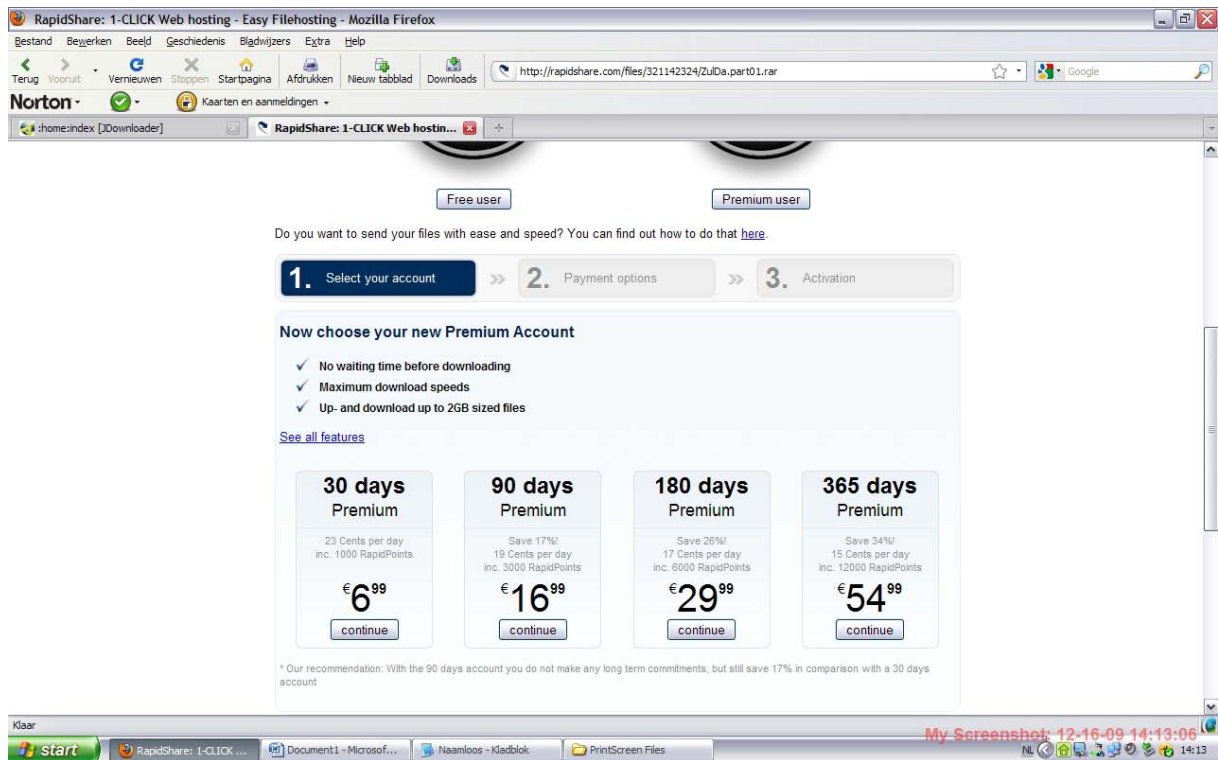 RapidShare: 1-CLICK Web hosting - Easy Filehosting - Mozilla Firefox
Bestand Bewerken Beeld Geschiedenis Bladwijzers Extra Help
Terug Vooruit Vernieuwen Stoppen Startpagina Afdrukken Nieuw tabblad Downloads http://rapidshare.com/files/321142324/ZulDa.part01.rar Google
Norton Kaarten en aanmeldingen
:home:index [JDownloader] RapidShare: 1-CLICK Web hostin...
Free user Premium user
Do you want to send your files with ease and speed? You can find out how to do that here.
1. Select your account 2. Payment options 3. Activation
Now choose your new Premium Account
No waiting time before downloading
Maximum download speeds
Up- and download up to 2GB sized files
See all features
30 days 90 days 180 days 365 days
Premium Premium Premium Premium
23 Cents per day
inc. 1000 RapidPoints
Save 17%!
19 Cents per day
inc. 3000 RapidPoints
Save 26%!
17 Cents per day
inc. 6000 RapidPoints
Save 34%!
15 Cents per day
inc. 12000 RapidPoints
€699 €1699 €2999 €5499
continue continue continue continue
* Our recommendation: With the 90 days account you do not make any long term commitments, but still save 17% in comparison with a 30 days
account
Klaar
My Screenshot: 12-16-09 14:13:06
start RapidShare: 1-CLICK ... Document1 - Microsof... Naamloos - Kladblok PrintScreen Files NL 14:13